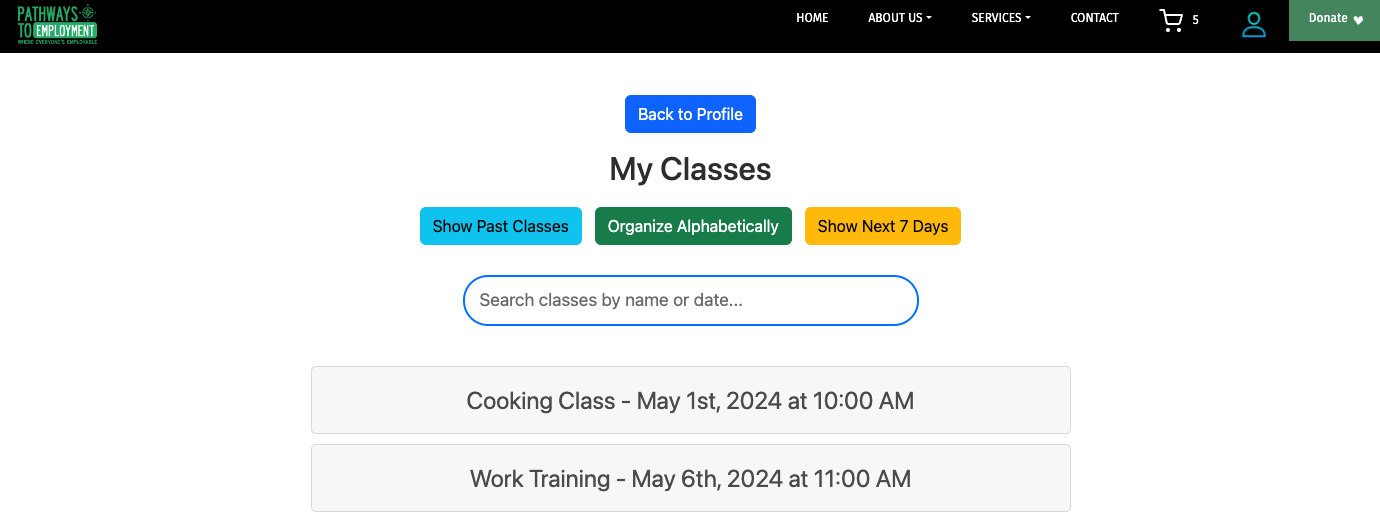 PATHWAYS
TO EMPLOYMENT
WHERE EVERYONE'S EMPLOYABLE
HOME ABOUT US SERVICES CONTACT 5 Donate
Back to Profile
My Classes
Show Past Classes Organize Alphabetically Show Next 7 Days
Search classes by name or date...
Cooking Class - May 1st, 2024 at 10:00 AM
Work Training - May 6th, 2024 at 11:00 AM